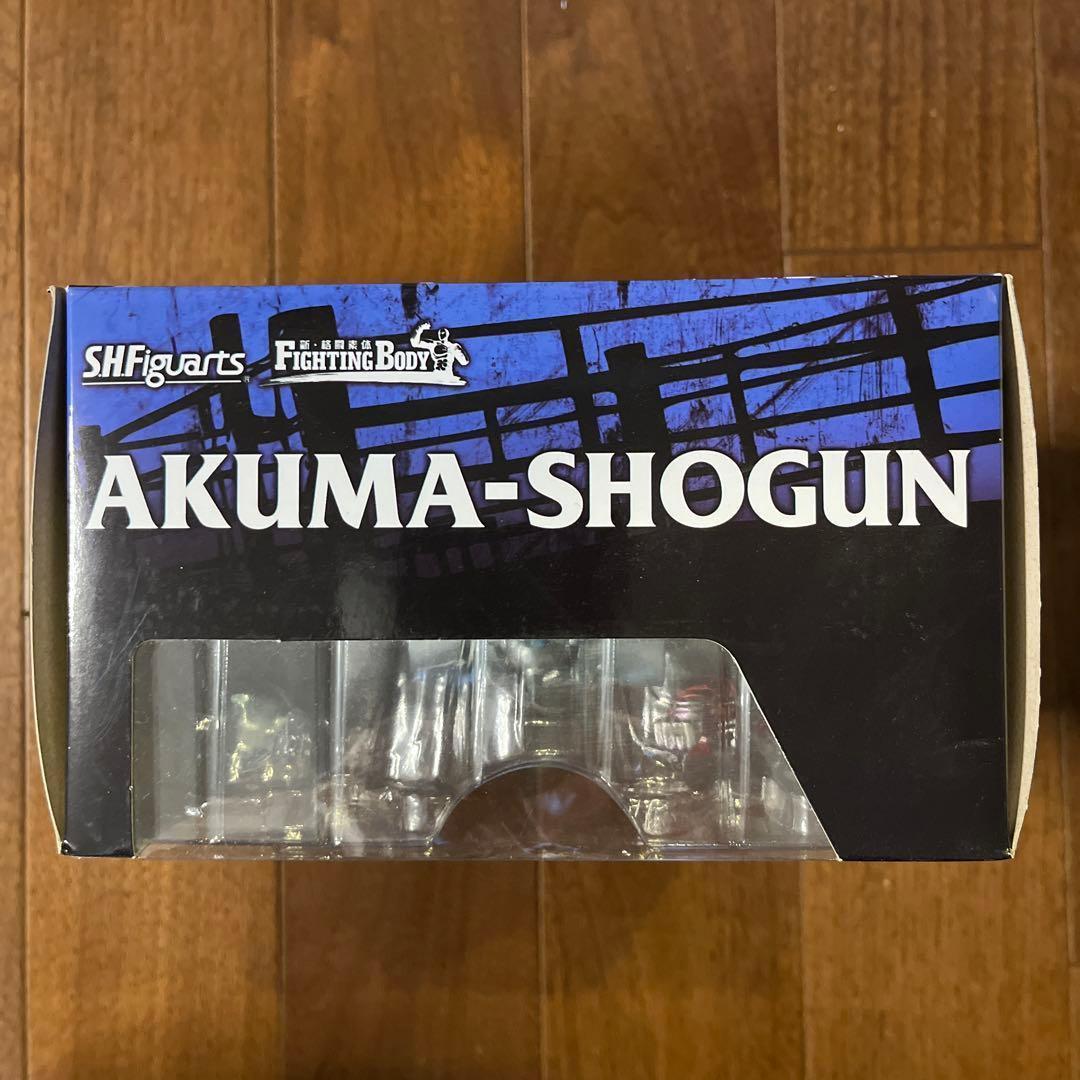 S.H.Figuarts
新・格闘素体
FIGHTING BODY
AKUMA-SHOGUN